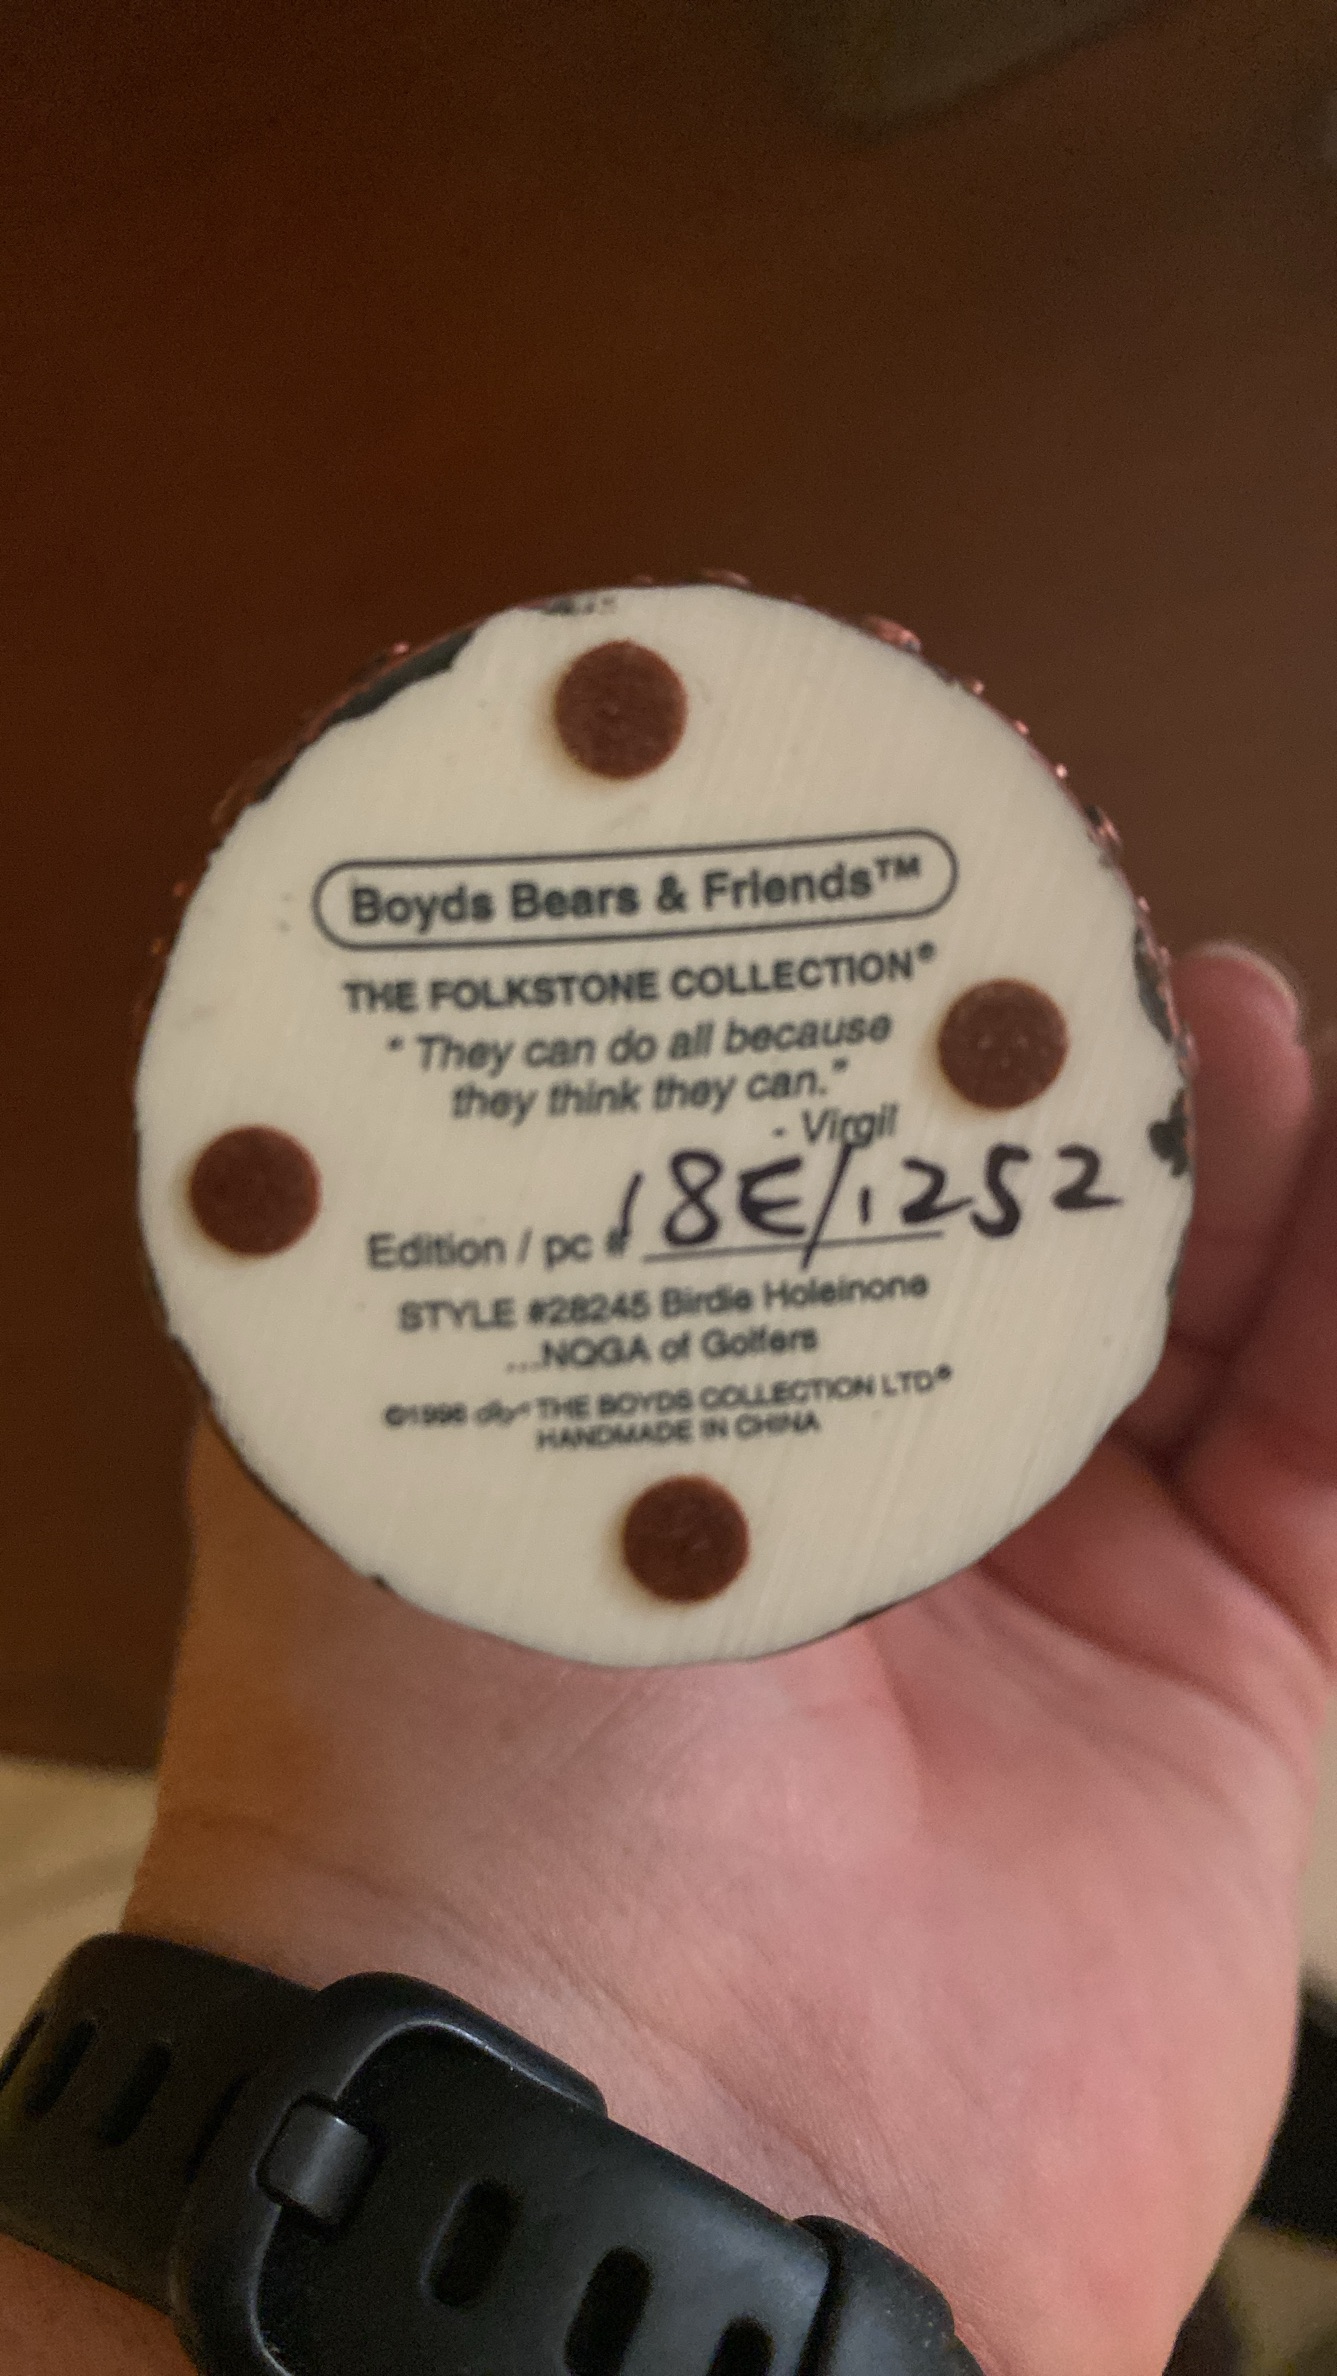 Boyds Bears & Friends™
THE FOLKSTONE COLLECTION®
" They can do all because
they think they can."
- Virgil
Edition / pc # 18E/1252
STYLE #28245 Birdie Holeinone
...NQGA of Golfers
THE BOYDS COLLECTION LTD®
HANDMADE IN CHINA